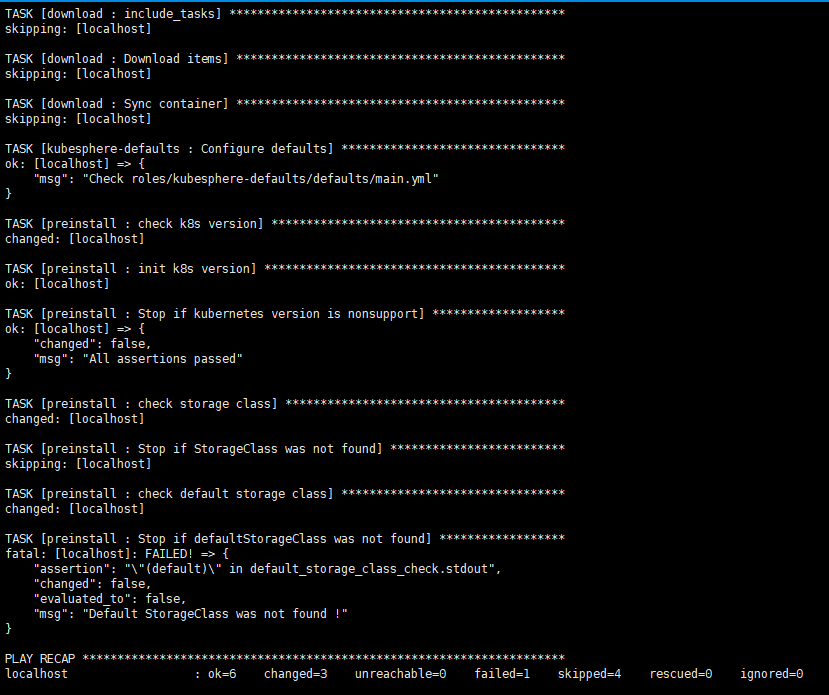 TASK [download : include_tasks] ************************************************
skipping: [localhost]
TASK [download : Download items] ***********************************************
skipping: [localhost]
TASK [download : Sync container] ***********************************************
skipping: [localhost]
TASK [kubesphere-defaults : Configure defaults] ********************************
ok: [localhost] => {
    "msg": "Check roles/kubesphere-defaults/defaults/main.yml"
}
TASK [preinstall : check k8s version] ******************************************
changed: [localhost]
TASK [preinstall : init k8s version] *******************************************
ok: [localhost]
TASK [preinstall : Stop if kubernetes version is nonsupport] *******************
ok: [localhost] => {
    "changed": false,
    "msg": "All assertions passed"
}
TASK [preinstall : check storage class] ****************************************
changed: [localhost]
TASK [preinstall : Stop if StorageClass was not found] *************************
skipping: [localhost]
TASK [preinstall : check default storage class] ********************************
changed: [localhost]
TASK [preinstall : Stop if defaultStorageClass was not found] ******************
fatal: [localhost]: FAILED! => {
    "assertion": "\"(default)\" in default_storage_class_check.stdout",
    "changed": false,
    "evaluated_to": false,
    "msg": "Default StorageClass was not found !"
}
PLAY RECAP *********************************************************************
localhost                  : ok=6    changed=3    unreachable=0    failed=1    skipped=4    rescued=0    ignored=0